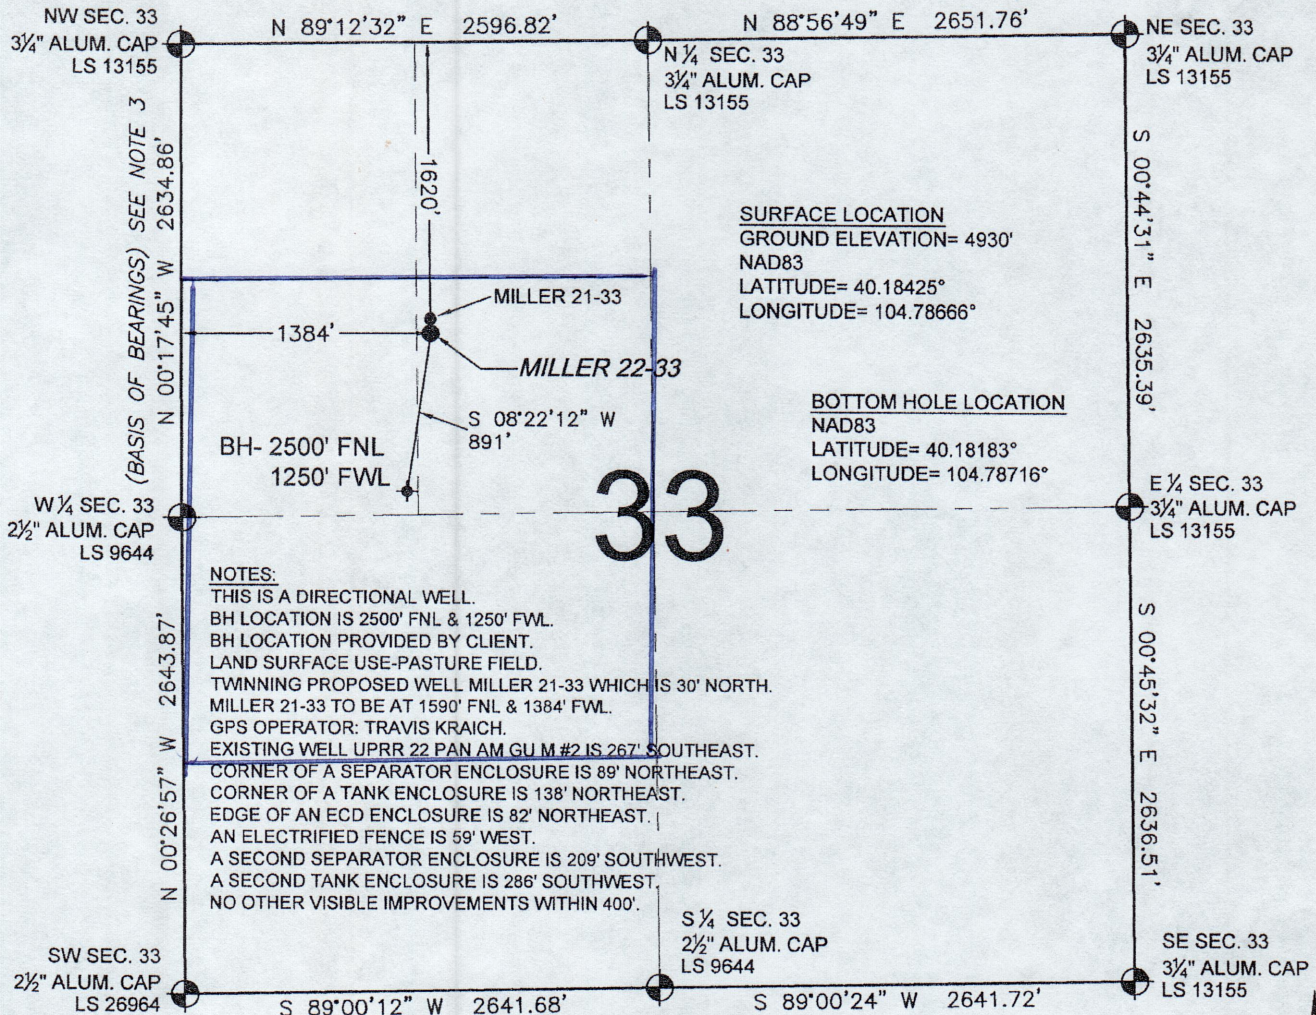 NW SEC. 33
3¼" ALUM. CAP
LS 13155
N 89°12'32" E 2596.82'
N ¼ SEC. 33
3¼" ALUM. CAP
LS 13155
N 88°56'49" E 2651.76'
NE SEC. 33
3¼" ALUM. CAP
LS 13155
(BASIS OF BEARINGS) SEE NOTE 3
N 00°17'45" W 2634.86'
1620'
S 00°44'31" E 2635.39'
SURFACE LOCATION
GROUND ELEVATION= 4930'
NAD83
LATITUDE= 40.18425°
LONGITUDE= 104.78666°
MILLER 21-33
1384'
MILLER 22-33
S 08°22'12" W
891'
BH- 2500' FNL
1250' FWL
BOTTOM HOLE LOCATION
NAD83
LATITUDE= 40.18183°
LONGITUDE= 104.78716°
33
W ¼ SEC. 33
2½" ALUM. CAP
LS 9644
E ¼ SEC. 33
3¼" ALUM. CAP
LS 13155
N 00°26'57" W 2643.87'
NOTES:
THIS IS A DIRECTIONAL WELL.
BH LOCATION IS 2500' FNL & 1250' FWL.
BH LOCATION PROVIDED BY CLIENT.
LAND SURFACE USE-PASTURE FIELD.
TWINNING PROPOSED WELL MILLER 21-33 WHICH IS 30' NORTH.
MILLER 21-33 TO BE AT 1590' FNL & 1384' FWL.
GPS OPERATOR: TRAVIS KRAICH.
EXISTING WELL UPRR 22 PAN AM GU M #2 IS 267' SOUTHEAST.
CORNER OF A SEPARATOR ENCLOSURE IS 89' NORTHEAST.
CORNER OF A TANK ENCLOSURE IS 138' NORTHEAST.
EDGE OF AN ECD ENCLOSURE IS 82' NORTHEAST.
AN ELECTRIFIED FENCE IS 59' WEST.
A SECOND SEPARATOR ENCLOSURE IS 209' SOUTHWEST.
A SECOND TANK ENCLOSURE IS 286' SOUTHWEST.
NO OTHER VISIBLE IMPROVEMENTS WITHIN 400'.
S 00°45'32" E 2636.51'
SW SEC. 33
2½" ALUM. CAP
LS 26964
S 89°00'12" W 2641.68'
S ¼ SEC. 33
2½" ALUM. CAP
LS 9644
S 89°00'24" W 2641.72'
SE SEC. 33
3¼" ALUM. CAP
LS 13155